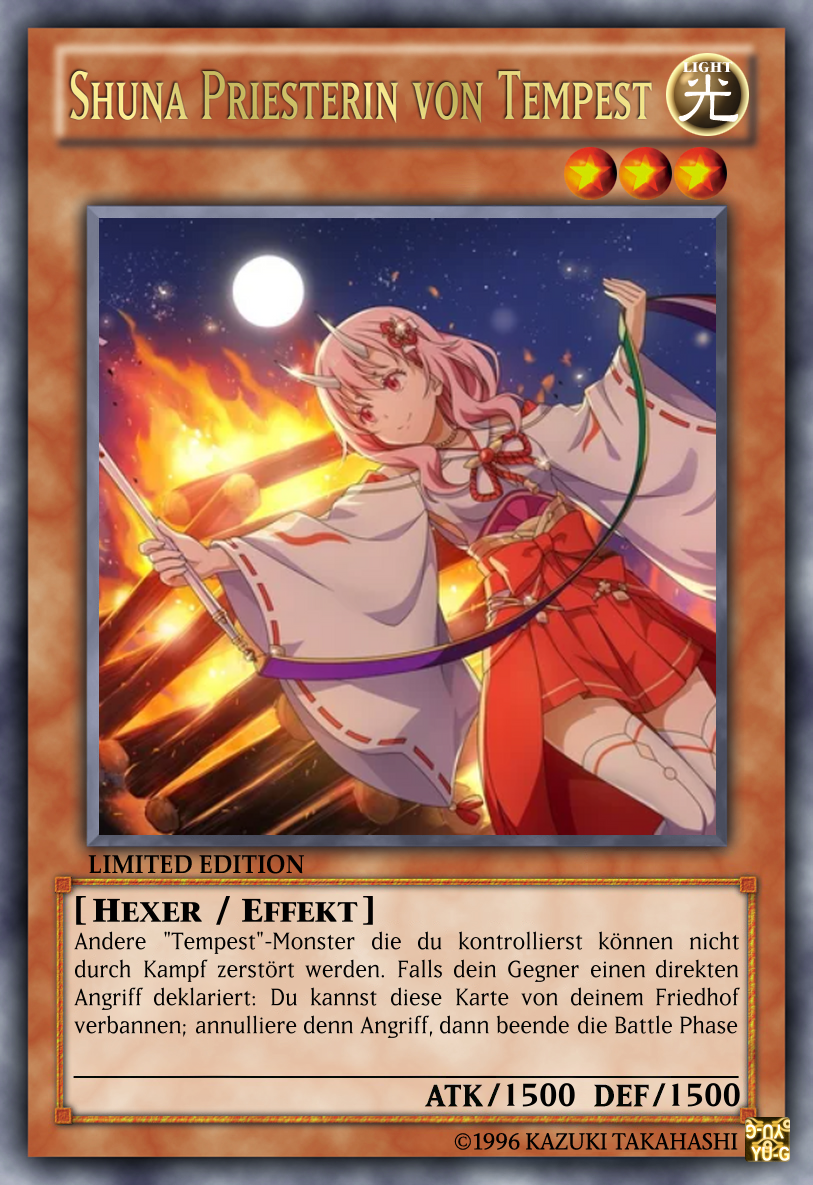 Shuna Priesterin von Tempest
LIGHT
光
LIMITED EDITION
[ Hexer / Effekt ]
Andere "Tempest"-Monster die du kontrollierst können nicht
durch Kampf zerstört werden. Falls dein Gegner einen direkten
Angriff deklariert: Du kannst diese Karte von deinem Friedhof
verbannen; annulliere denn Angriff, dann beende die Battle Phase
ATK/1500 DEF/1500
©1996 KAZUKI TAKAHASHI